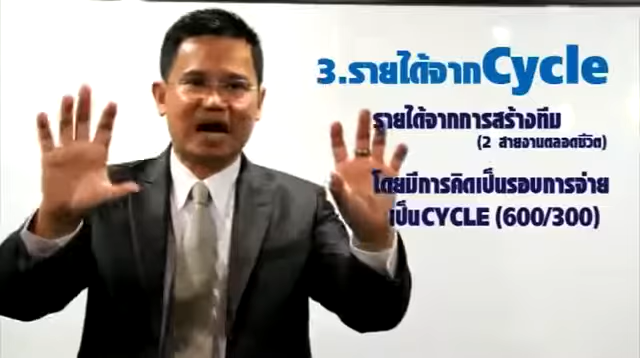 3.รายได้จากCycle
รายได้จากการสร้างทีม
(2 สายงานตลอดชีวิต)
โดยมีการคิดเป็นรอบการจ่าย
เป็นCYCLE (600/300)